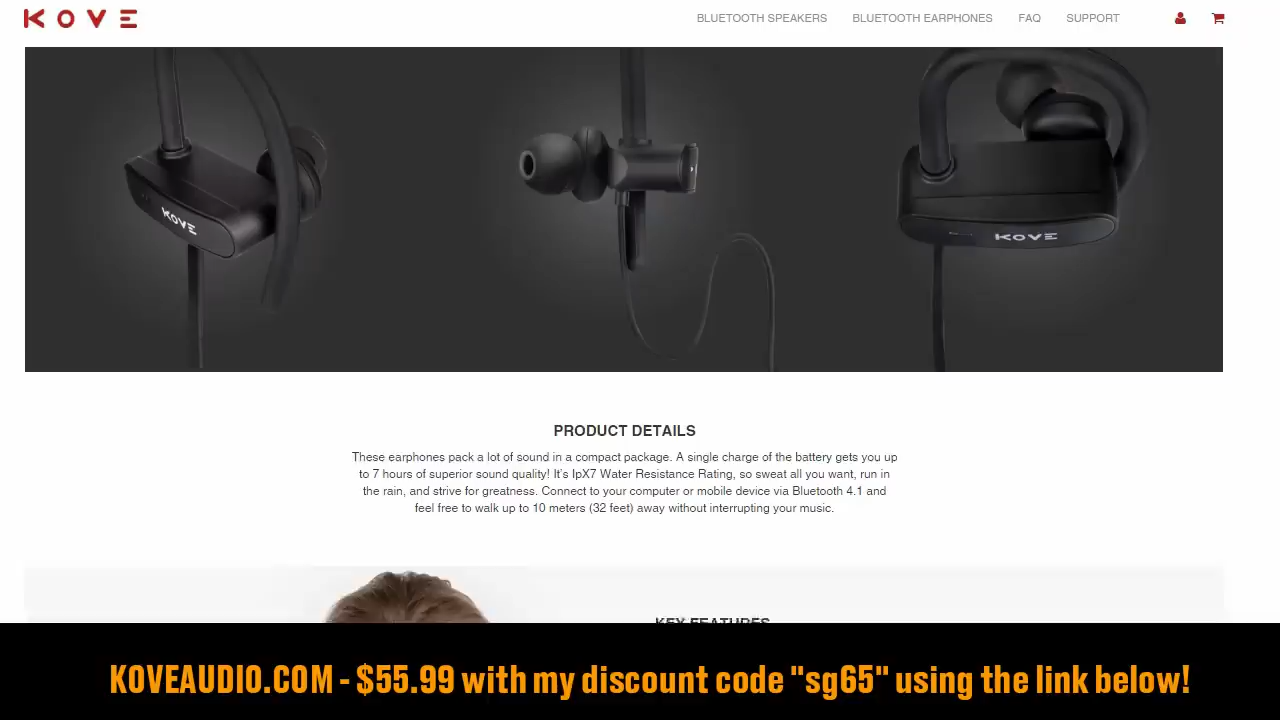 KOVE
BLUETOOTH SPEAKERS BLUETOOTH EARPHONES FAQ SUPPORT
KOVE
KOVE
PRODUCT DETAILS
These earphones pack a lot of sound in a compact package. A single charge of the battery gets you up
to 7 hours of superior sound quality! It's IpX7 Water Resistance Rating, so sweat all you want, run in
the rain, and strive for greatness. Connect to your computer or mobile device via Bluetooth 4.1 and
feel free to walk up to 10 meters (32 feet) away without interrupting your music.
KEY FEATURES
KOVEAUDIO.COM - $55.99 with my discount code "sg65" using the link below!